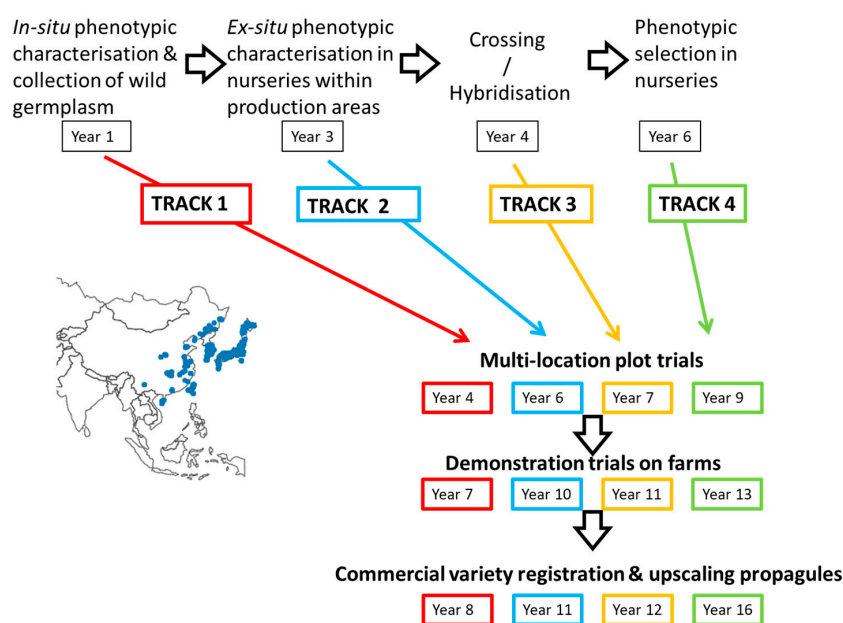 In-situ phenotypic
characterisation &
collection of wild
germplasm
Ex-situ phenotypic
characterisation in
nurseries within
production areas
Crossing
/
Hybridisation
Phenotypic
selection in
nurseries
Year 1
Year 3
Year 4
Year 6
TRACK 1
TRACK 2
TRACK 3
TRACK 4
Multi-location plot trials
Year 4
Year 6
Year 7
Year 9
Demonstration trials on farms
Year 7
Year 10
Year 11
Year 13
Commercial variety registration & upscaling propagules
Year 8
Year 11
Year 12
Year 16